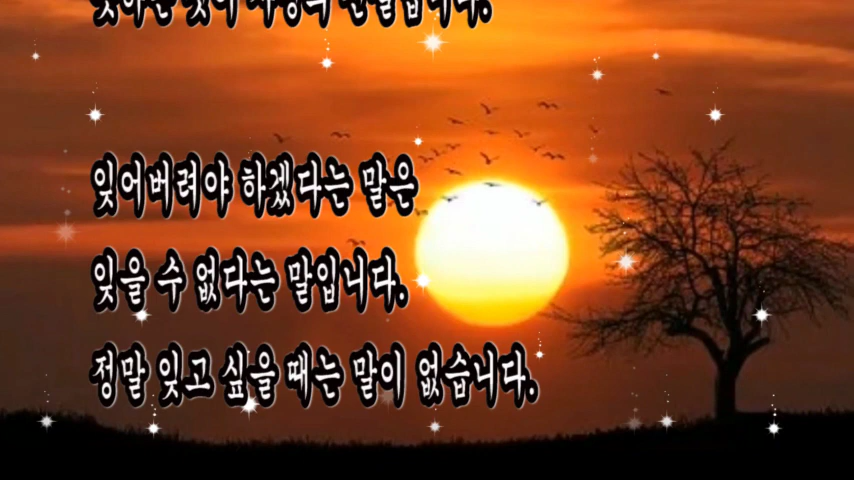 잊어버려야 하겠다는 말은
잊을 수 없다는 말입니다.
정말 잊고 싶을 때는 말이 없습니다.